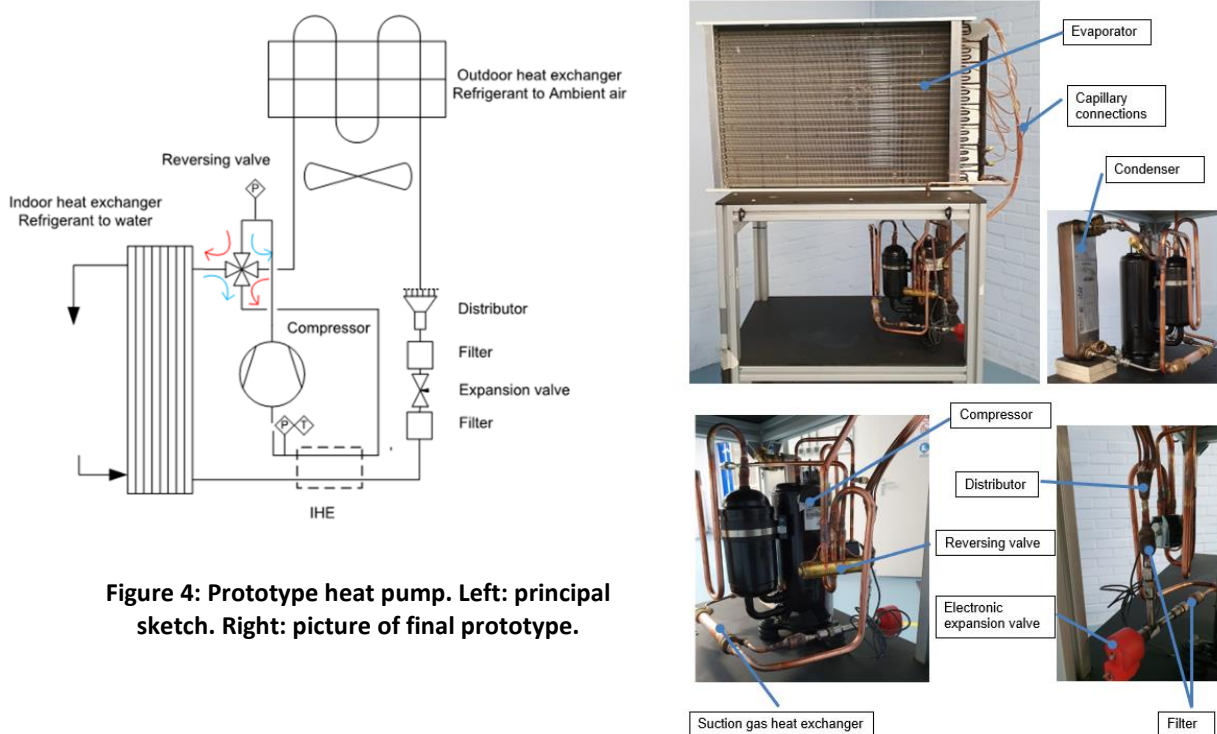 Outdoor heat exchanger
Refrigerant to Ambient air
Reversing valve
P
Indoor heat exchanger
Refrigerant to water
Distributor
Compressor
Filter
Expansion valve
Filter
P
T
IHE
Figure 4: Prototype heat pump. Left: principal
sketch. Right: picture of final prototype.
Evaporator
Capillary
connections
Condenser
Compressor
Distributor
Reversing valve
Electronic
expansion valve
Suction gas heat exchanger
Filter